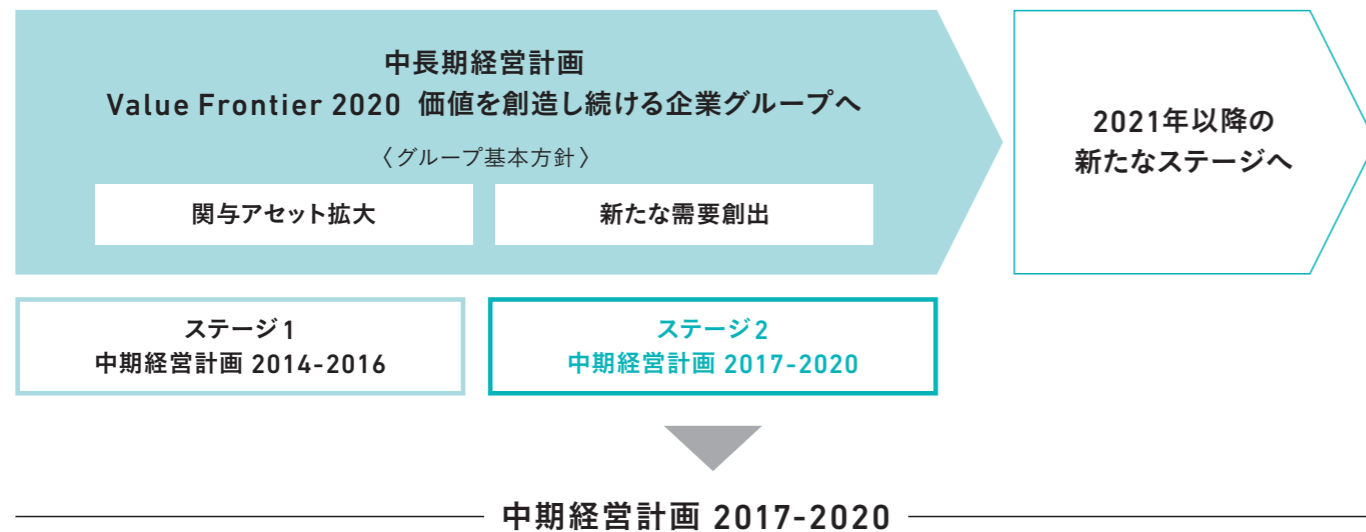 中長期経営計画
Value Frontier 2020 価値を創造し続ける企業グループへ
〈グループ基本方針〉
関与アセット拡大
新たな需要創出
2021年以降の
新たなステージへ
ステージ1
中期経営計画 2014-2016
ステージ2
中期経営計画 2017-2020
中期経営計画 2017-2020